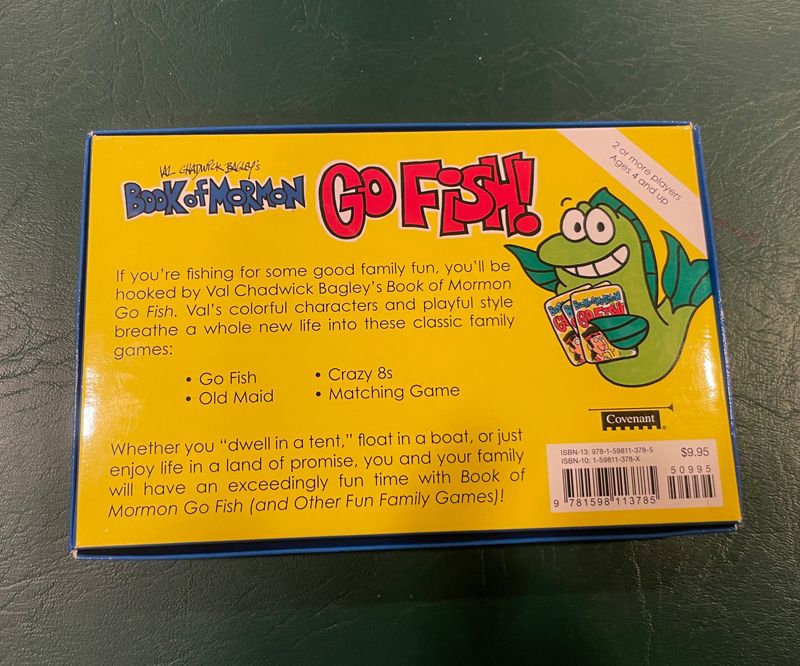 VAL CHADWICK BAGLEY'S
BOOK of MORMON GO FISH!
2 or more players
Ages 4 and up
If you're fishing for some good family fun, you'll be
hooked by Val Chadwick Bagley's Book of Mormon
Go Fish. Val's colorful characters and playful style
breathe a whole new life into these classic family
games:
• Go Fish
• Old Maid
• Crazy 8s
• Matching Game
Whether you “dwell in a tent,” float in a boat, or just
enjoy life in a land of promise, you and your family
will have an exceedingly fun time with Book of
Mormon Go Fish (and Other Fun Family Games)!
Covenant
ISBN-13: 978-1-59811-378-5
ISBN-10: 1-59811-378-X
$9.95
50995
9 781598 113785